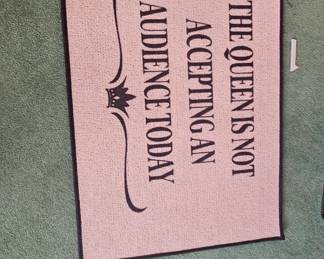 THE QUEEN IS NOT
ACCEPTING AN
AUDIENCE TODAY